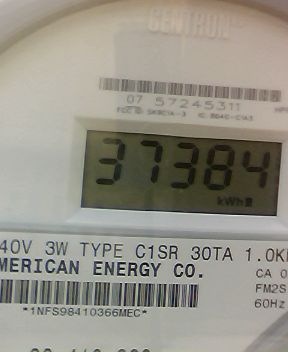 CENTRON
07 57245311
37384
kWh
40V 3W TYPE C1SR 30TA 1.0K
MERICAN ENERGY CO.
CA 0
FM2S
60Hz
*1NFS98410366MEC*